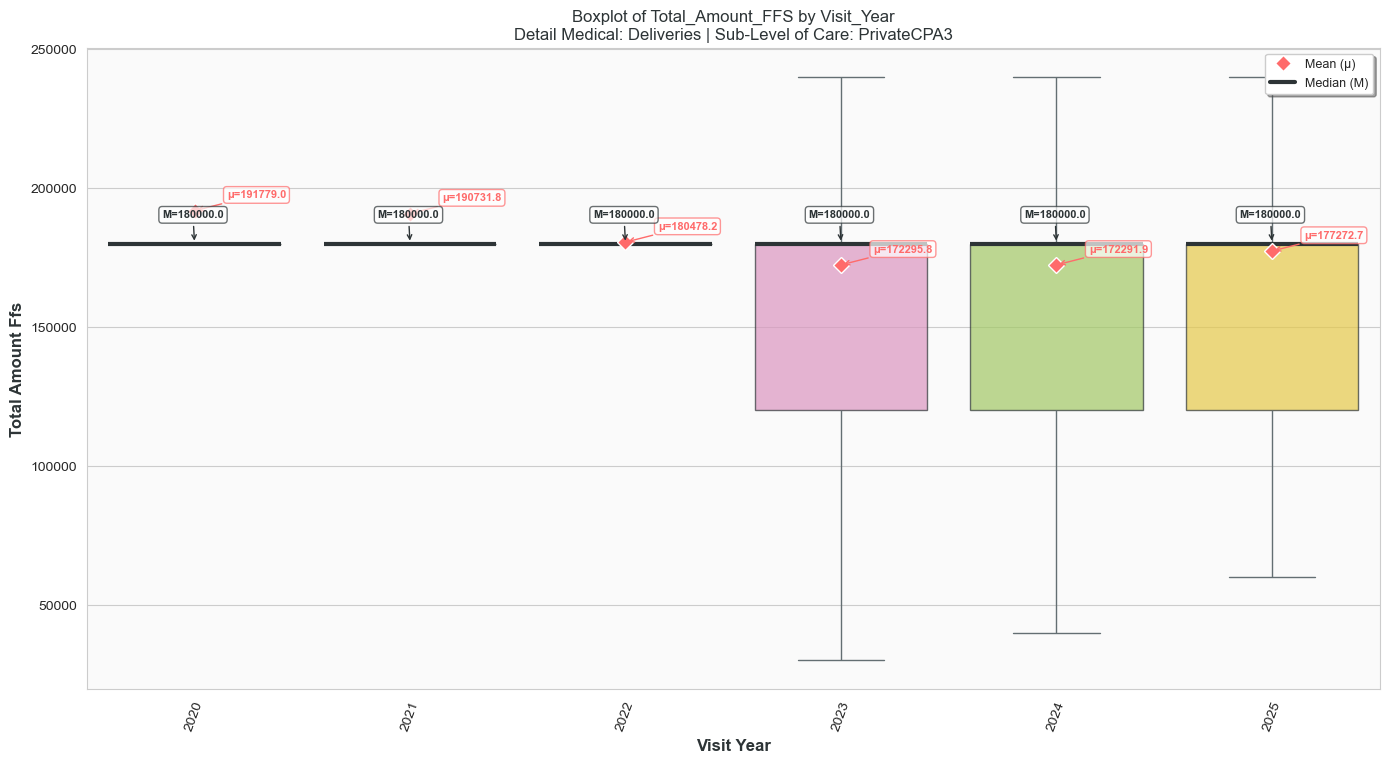 Boxplot of Total_Amount_FFS by Visit_Year
Detail Medical: Deliveries | Sub-Level of Care: PrivateCPA3
Mean (μ)
Median (M)
Total Amount Ffs
250000
200000
150000
100000
50000
μ=191779.0
M=180000.0
μ=190731.8
M=180000.0
M=180000.0
μ=180478.2
M=180000.0
μ=172295.8
M=180000.0
μ=172291.9
M=180000.0
μ=177272.7
2020
2021
2022
2023
2024
2025
Visit Year